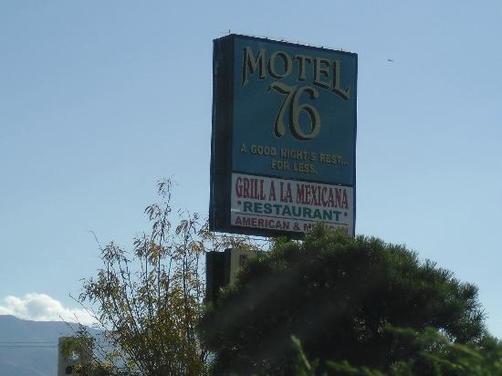 MOTEL
'76
A GOOD NIGHT'S REST...
FOR LESS.
GRILL A LA MEXICANA
*RESTAURANT*
AMERICAN &